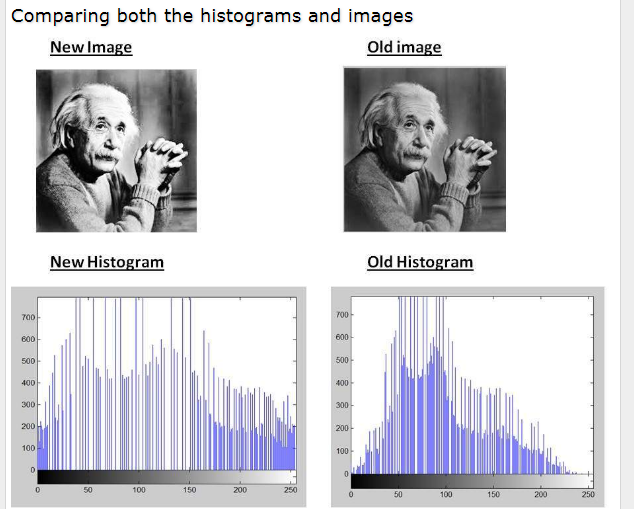 Comparing both the histograms and images
New Image
Old image
New Histogram
Old Histogram
700
600
500
400
300
200
100
0
0 50 100 150 200 250
700
600
500
400
300
200
100
0
0 50 100 150 200 250